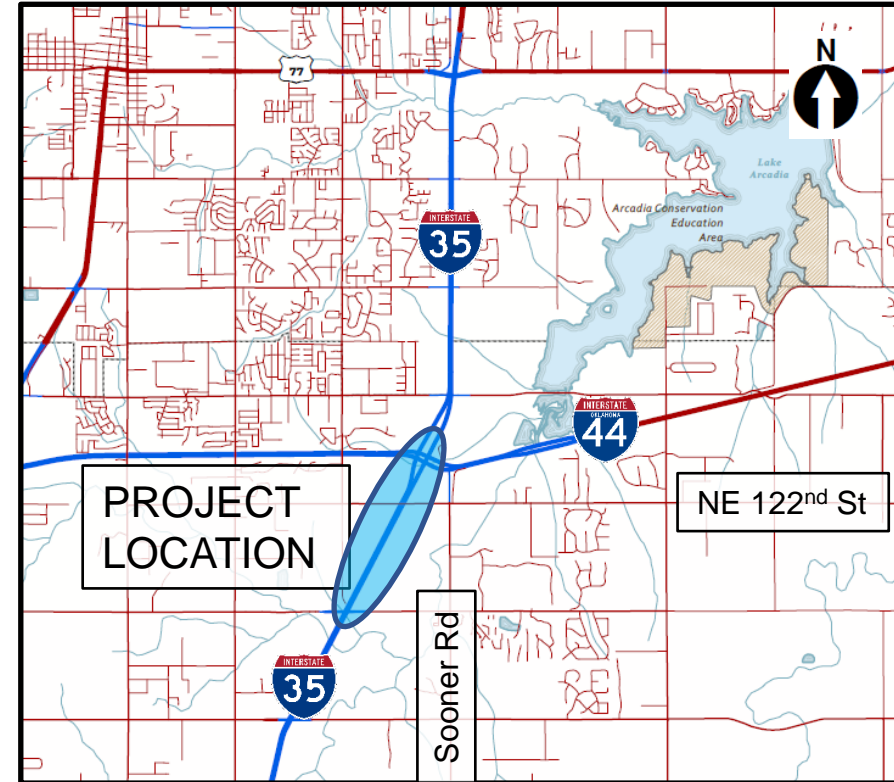 N
77
Lake
Arcadia
Arcadia Conservation
Education
Area
INTERSTATE
35
INTERSTATE
OKLAHOMA
44
PROJECT
LOCATION
NE 122nd St
Sooner Rd
INTERSTATE
35